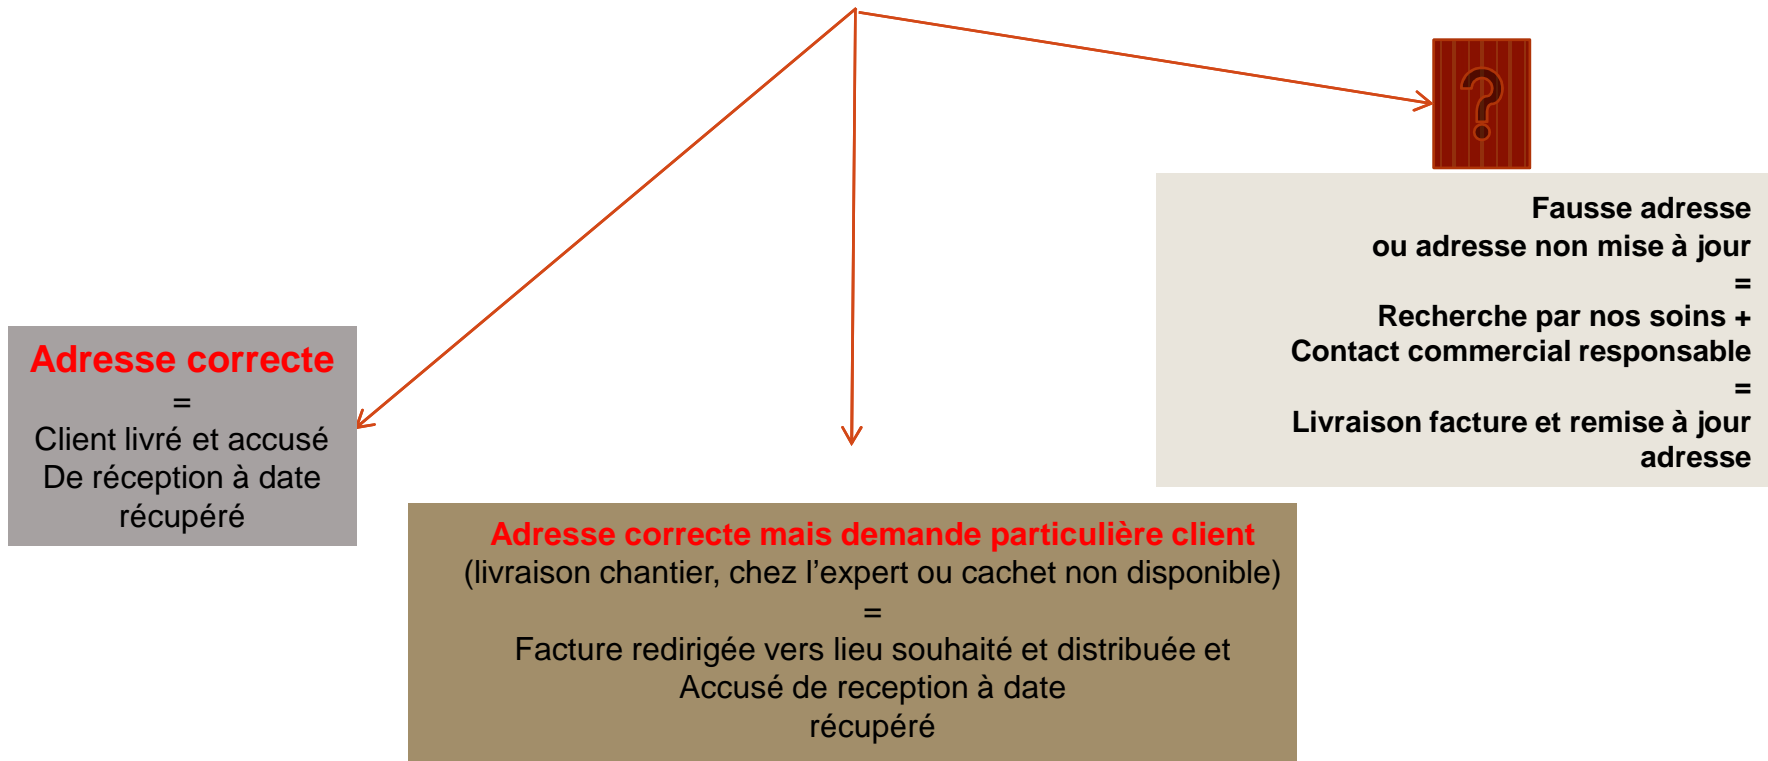 ?
Fausse adresse
ou adresse non mise à jour
=
Recherche par nos soins +
Contact commercial responsable
=
Livraison facture et remise à jour
adresse
Adresse correcte
=
Client livré et accusé
De réception à date
récupéré
Adresse correcte mais demande particulière client
(livraison chantier, chez l’expert ou cachet non disponible)
=
Facture redirigée vers lieu souhaité et distribuée et
Accusé de reception à date
récupéré